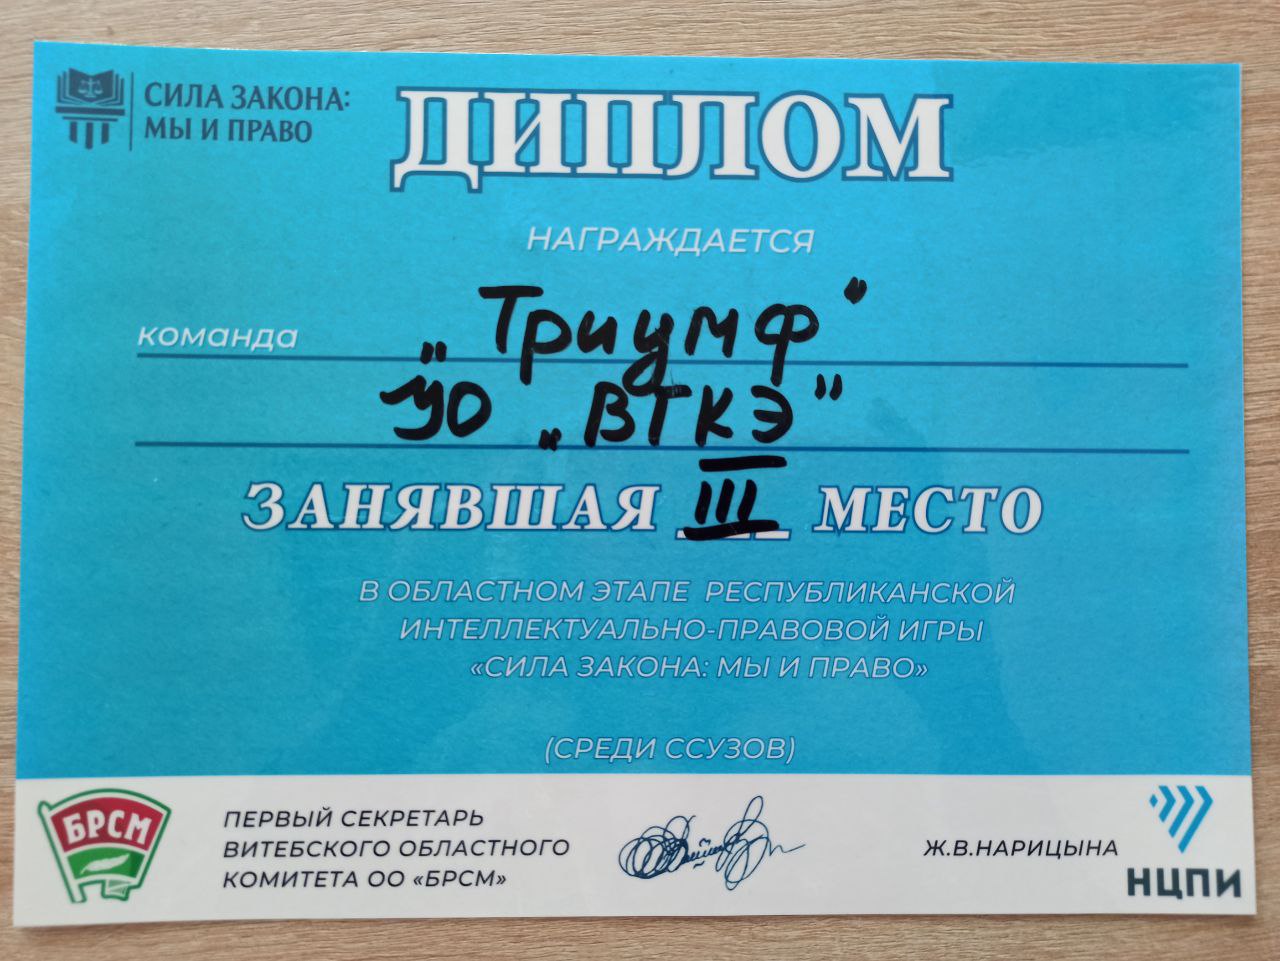 СИЛА ЗАКОНА:
МЫ И ПРАВО
ДИПЛОМ
НАГРАЖДАЕТСЯ
команда
„Триумф“
УО „ВТКЭ”
ЗАНЯВШАЯ III МЕСТО
В ОБЛАСТНОМ ЭТАПЕ РЕСПУБЛИКАНСКОЙ
ИНТЕЛЛЕКТУАЛЬНО-ПРАВОВОЙ ИГРЫ
«СИЛА ЗАКОНА: МЫ И ПРАВО»
(СРЕДИ ССУЗОВ)
БРСМ
ПЕРВЫЙ СЕКРЕТАРЬ
ВИТЕБСКОГО ОБЛАСТНОГО
КОМИТЕТА ОО «БРСМ»
Ж.В.НАРИЦЫНА
НЦПИ